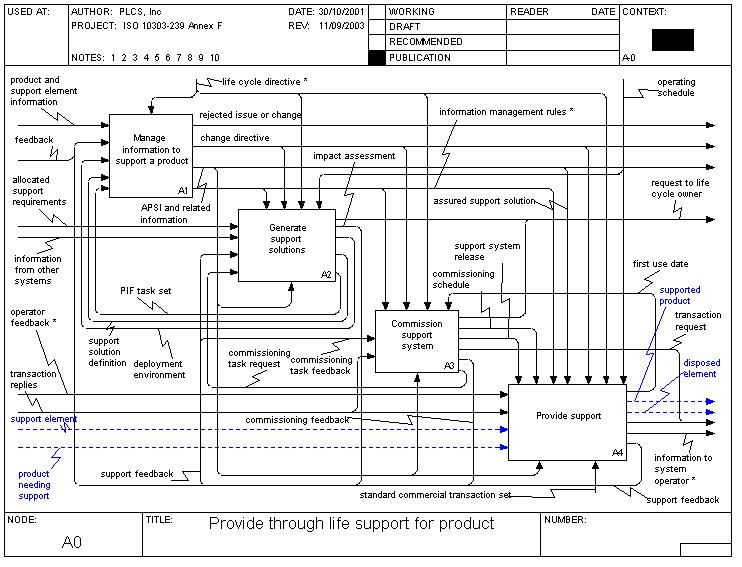 USED AT:
AUTHOR: PLCS, Inc
DATE: 30/10/2001
WORKING
READER
DATE
CONTEXT:
PROJECT: ISO 10303-239 Annex F
REV: 11/09/2003
DRAFT
RECOMMENDED
NOTES: 1 2 3 4 5 6 7 8 9 10
PUBLICATION
A-0
product and
support element
information
life cycle directive *
operating
schedule
rejected issue or change
information management rules *
feedback
Manage
information to
support a product
A1
change directive
impact assessment
allocated
support
requirements
APSI and related
information
assured support solution
request to life
cycle owner
Generate
support
solutions
A2
information
from other
systems
support system
release
commissioning
schedule
first use date
PIF task set
supported
product
operator
feedback *
support
solution
definition
deployment
environment
Commission
support
system
A3
transaction
request
commissioning
task request
commissioning
task feedback
disposed
element
transaction
replies
support element
commissioning feedback
Provide support
A4
product
needing
support
support feedback
information to
system
operator *
standard commercial transaction set
support feedback
NODE:
A0
TITLE:
Provide through life support for product
NUMBER: